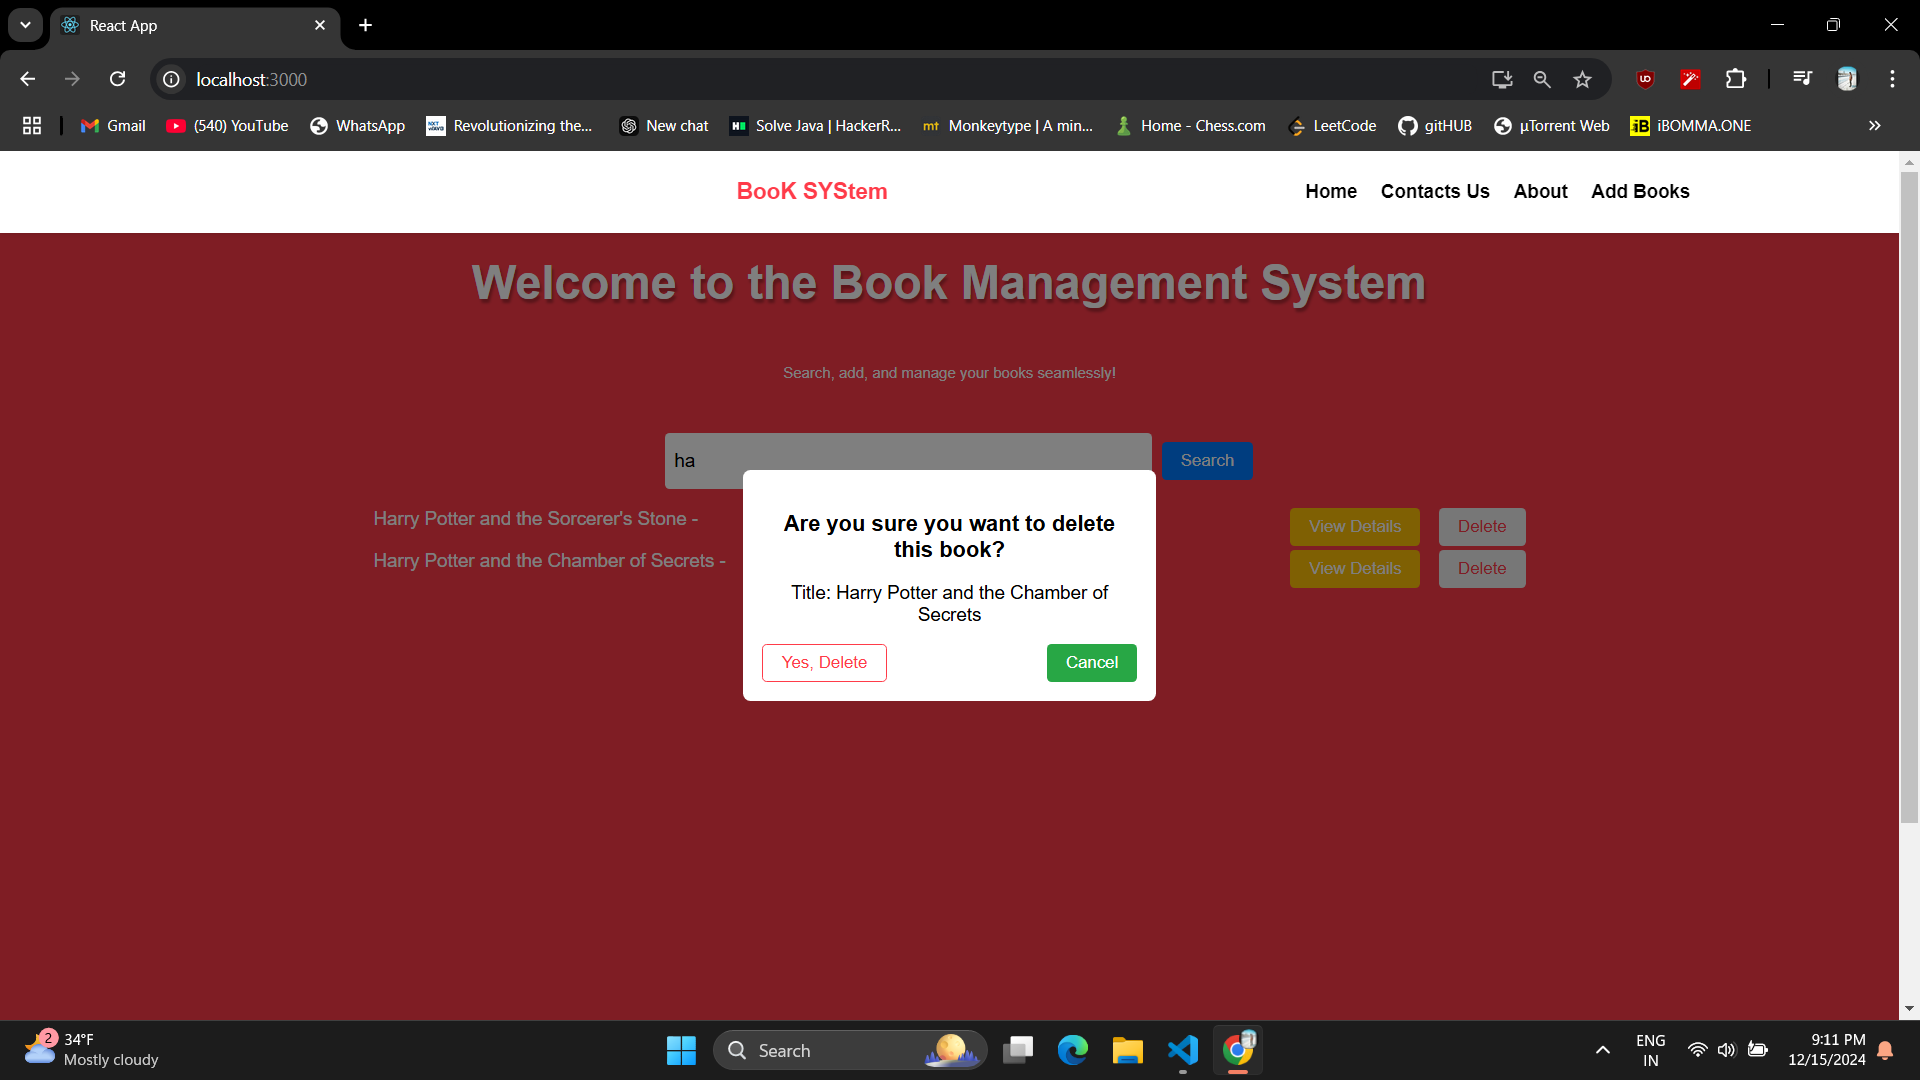 React App
localhost:3000
Gmail
(540) YouTube
WhatsApp
Revolutionizing the...
New chat
Solve Java | HackerR...
Monkeytype | A min...
Home - Chess.com
LeetCode
gitHUB
µTorrent Web
iBOMMA.ONE
BooK SYStem
Home
Contacts Us
About
Add Books
Welcome to the Book Management System
Search, add, and manage your books seamlessly!
ha
Search
Harry Potter and the Sorcerer's Stone -
View Details
Delete
Harry Potter and the Chamber of Secrets -
View Details
Delete
Are you sure you want to delete
this book?
Title: Harry Potter and the Chamber of
Secrets
Yes, Delete
Cancel
2
34°F
Mostly cloudy
Search
ENG
IN
9:11 PM
12/15/2024